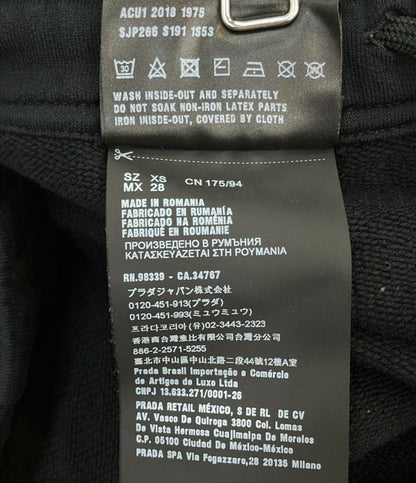 ACU1 2018 1975
SJP266 S191 1S53
30
WASH INSIDE-OUT AND SEPARATELY
DO NOT SOAK NON-IRON LATEX PARTS
IRON INISDE-OUT, COVERED BY CLOTH
SZ XS
MX 28 CN 175/94
MADE IN ROMANIA
FABRICADO EN RUMANÍA
FABRICADO NA ROMÊNIA
FABRIQUÉ EN ROUMANIE
ПРОИЗВЕДЕНО В РУМЪНИЯ
ΚΑΤΑΣΚΕΥΑΖΕΤΑΙ ΣΤΗ ΡΟΥΜΑΝΙΑ
RN.98339 - CA.34767
プラダジャパン株式会社
0120-451-913(プラダ)
0120-451-993(ミュウミュウ)
프라다코리아 (유) 02-3443-2323
香港商台灣普比有限公司台灣分公司
886-2-2571-5255
臺北市中山區中山北路二段44號12樓A室
Prada Brasil Importação e Comércio
de Artigos de Luxo Ltda
CNPJ 13.633.271/0001-26
PRADA RETAIL MÉXICO, S DE RL DE CV
AV. Vasco De Quiroga 3800 Col. Lomas
De Vista Hermosa Cuajimalpa De Morelos
C.P. 05100 Ciudad De México-México
PRADA SPA Via Fogazzaro,28 20135 Milano